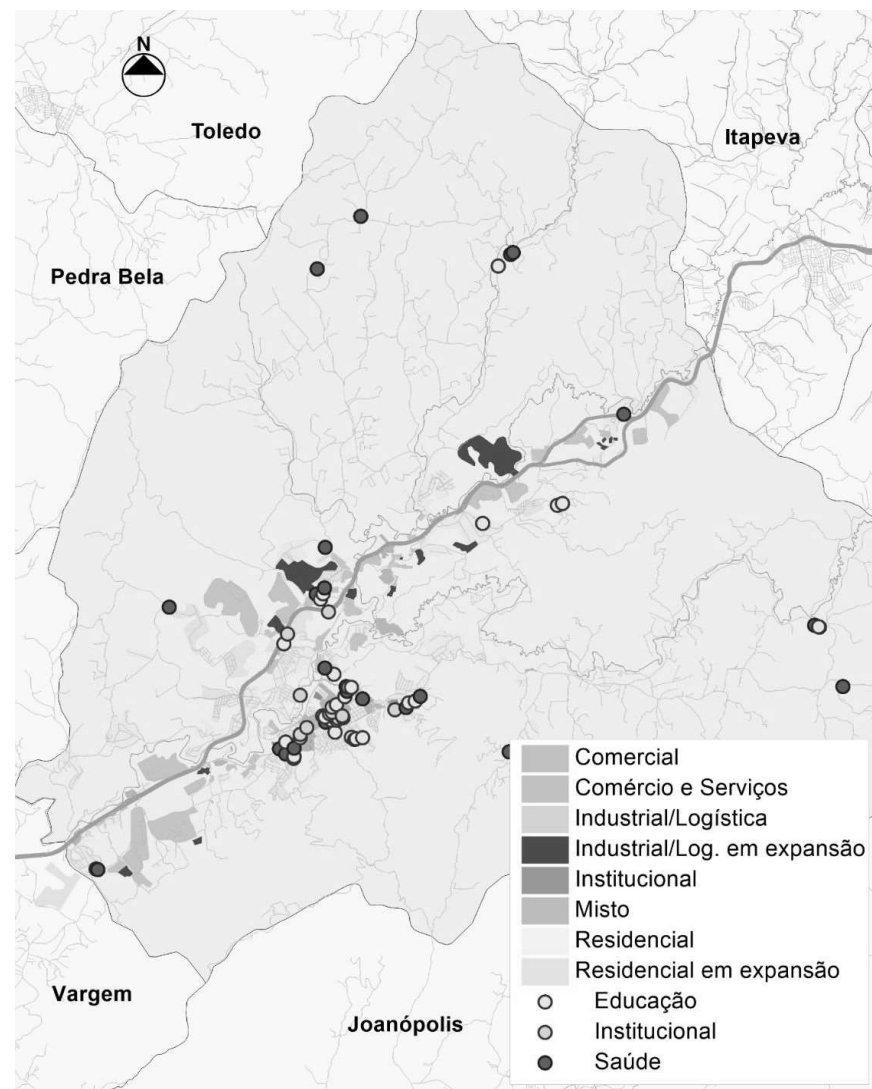 N
Toledo
Itapeva
Pedra Bela
Comercial
Comércio e Serviços
Industrial/Logística
Industrial/Log. em expansão
Institucional
Misto
Residencial
Residencial em expansão
Educação
Institucional
Saúde
Vargem
Joanópolis